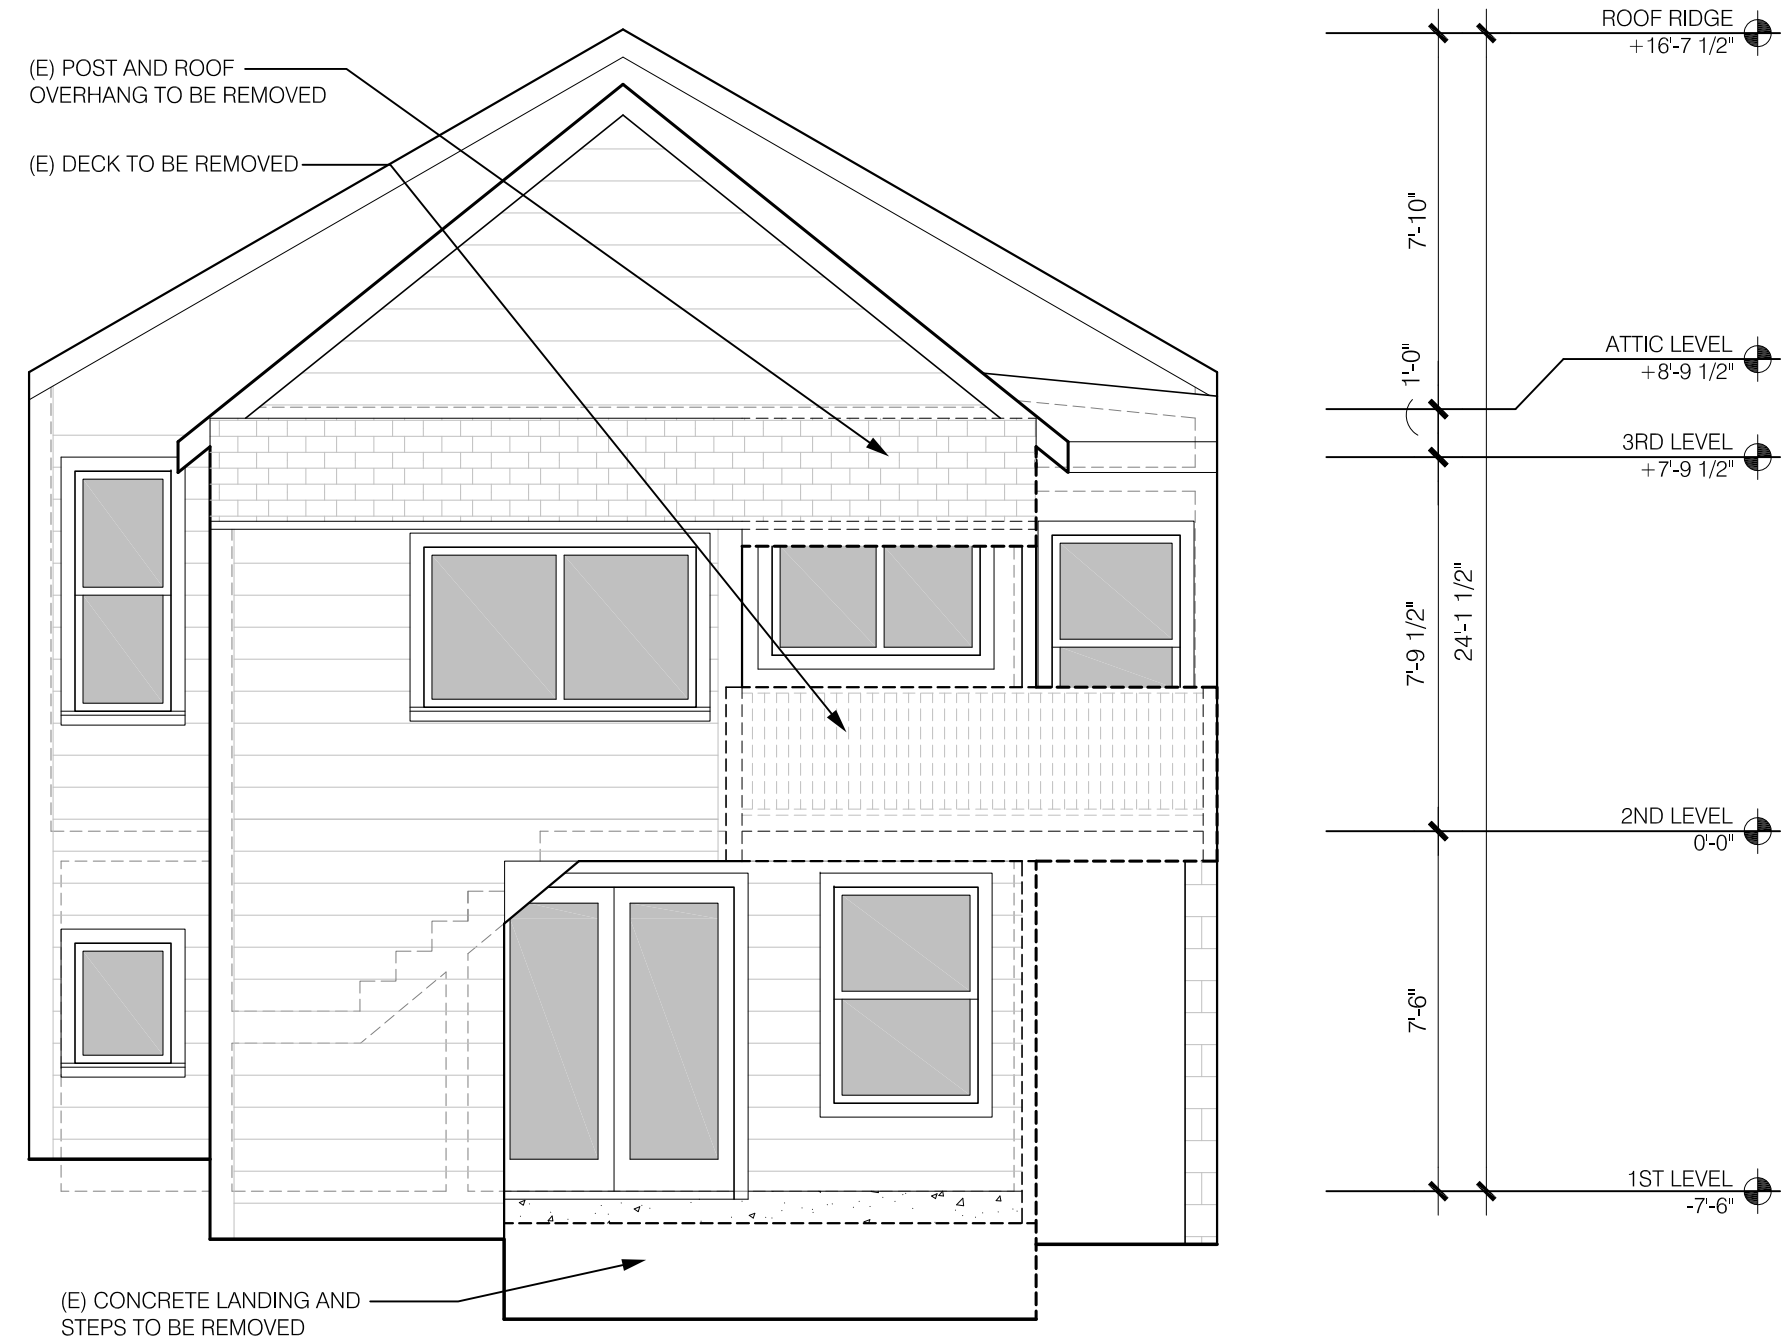 (E) POST AND ROOF
OVERHANG TO BE REMOVED
(E) DECK TO BE REMOVED
(E) CONCRETE LANDING AND
STEPS TO BE REMOVED
ROOF RIDGE
+16'-7 1/2"
7'-10"
ATTIC LEVEL
+8'-9 1/2"
1'-0"
3RD LEVEL
+7'-9 1/2"
7'-9 1/2"
24'-1 1/2"
2ND LEVEL
0'-0"
7'-6"
1ST LEVEL
-7'-6"